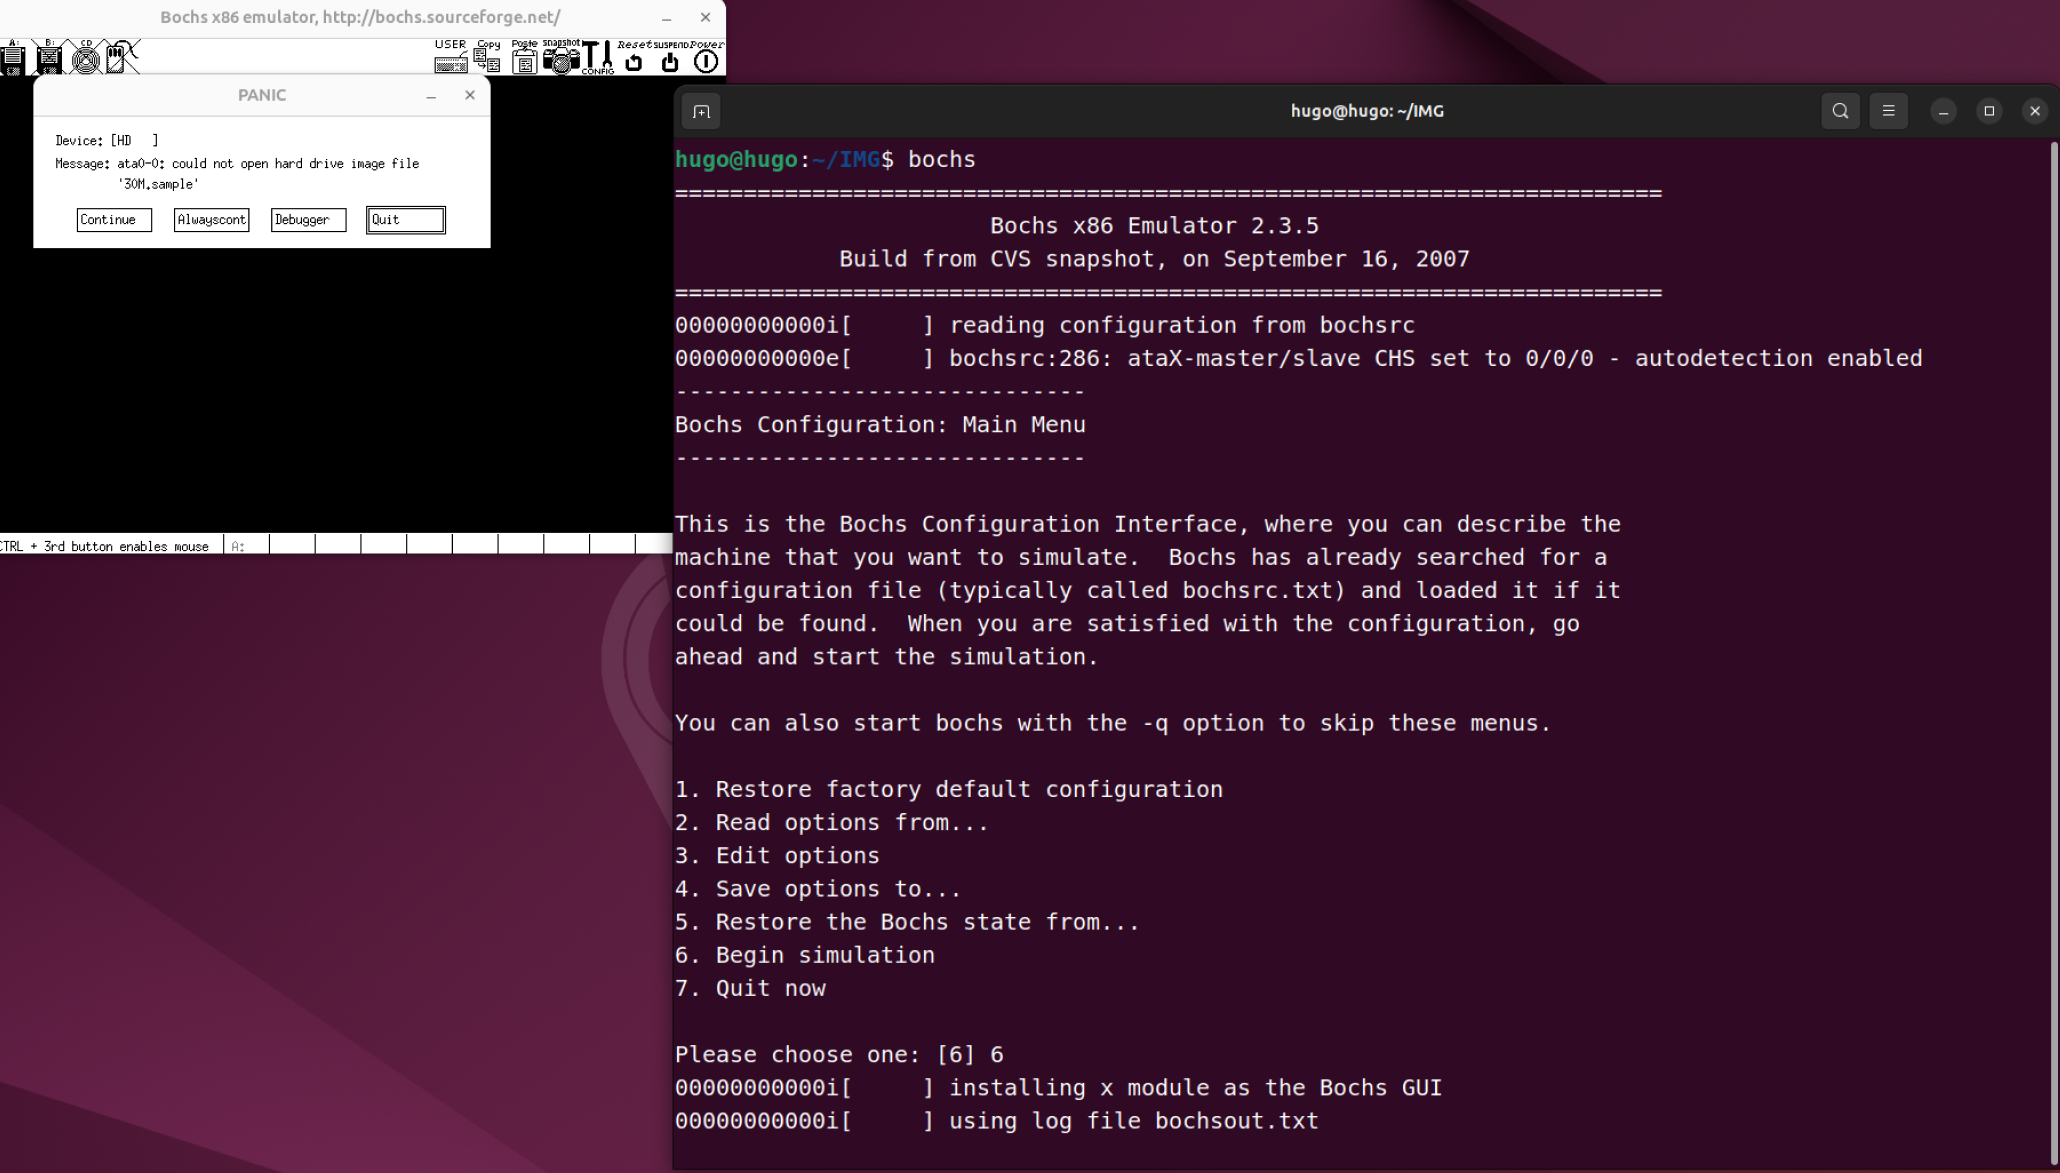 Bochs x86 emulator, http://bochs.sourceforge.net/
A: B: CD USER Copy Paste snapshot CONFIG Reset SUSPEND Power
PANIC
Device: [HD   ]
Message: ata0-0: could not open hard drive image file
'30M.sample'
Continue Alwayscont Debugger Quit
CTRL + 3rd button enables mouse A:
hugo@hugo: ~/IMG
hugo@hugo:~/IMG$ bochs
========================================================================
Bochs x86 Emulator 2.3.5
Build from CVS snapshot, on September 16, 2007
========================================================================
00000000000i[     ] reading configuration from bochsrc
00000000000e[     ] bochsrc:286: ataX-master/slave CHS set to 0/0/0 - autodetection enabled
------------------------------
Bochs Configuration: Main Menu
------------------------------
This is the Bochs Configuration Interface, where you can describe the
machine that you want to simulate.  Bochs has already searched for a
configuration file (typically called bochsrc.txt) and loaded it if it
could be found.  When you are satisfied with the configuration, go
ahead and start the simulation.
You can also start bochs with the -q option to skip these menus.
1. Restore factory default configuration
2. Read options from...
3. Edit options
4. Save options to...
5. Restore the Bochs state from...
6. Begin simulation
7. Quit now
Please choose one: [6] 6
00000000000i[     ] installing x module as the Bochs GUI
00000000000i[     ] using log file bochsout.txt